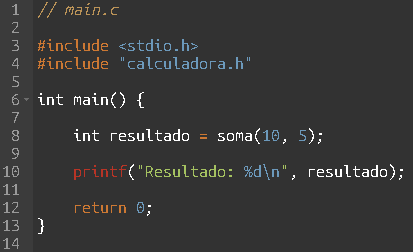 1 // main.c
2
3 #include <stdio.h>
4 #include "calculadora.h"
5
6 int main() {
7
8     int resultado = soma(10, 5);
9
10     printf("Resultado: %d\n", resultado);
11
12     return 0;
13 }
14